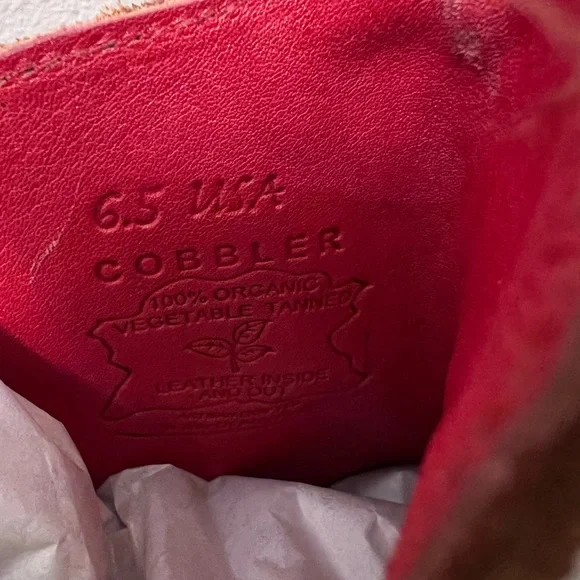 6.5 USA
COBBLER
100% ORGANIC
VEGETABLE TANNED
LEATHER INSIDE
AND OUT